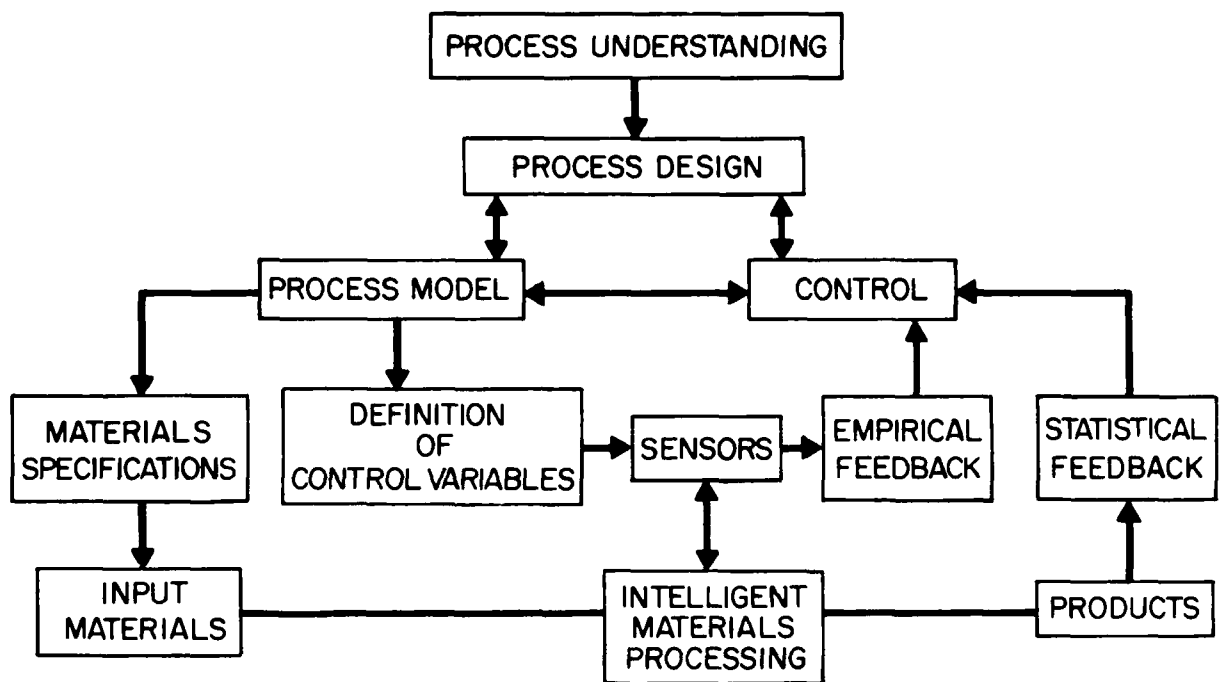 PROCESS UNDERSTANDING
PROCESS DESIGN
PROCESS MODEL
CONTROL
MATERIALS
SPECIFICATIONS
DEFINITION
OF
CONTROL VARIABLES
SENSORS
EMPIRICAL
FEEDBACK
STATISTICAL
FEEDBACK
INPUT
MATERIALS
INTELLIGENT
MATERIALS
PROCESSING
PRODUCTS